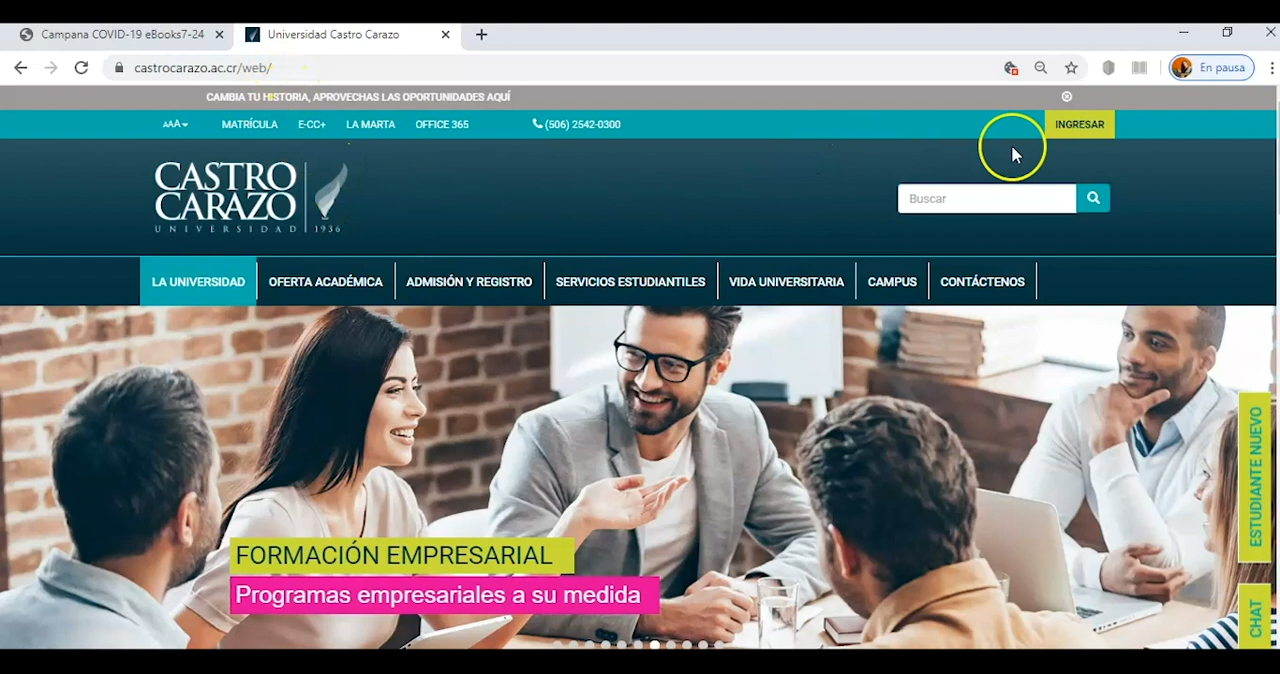 Campana COVID-19 eBooks7-24
Universidad Castro Carazo
castrocarazo.ac.cr/web/
En pausa
CAMBIA TU HISTORIA, APROVECHAS LAS OPORTUNIDADES AQUÍ
AAA MATRÍCULA E-CC+ LA MARTA OFFICE 365 (506) 2542-0300 INGRESAR
CASTRO
CARAZO
UNIVERSIDAD 1936
Buscar
LA UNIVERSIDAD OFERTA ACADÉMICA ADMISIÓN Y REGISTRO SERVICIOS ESTUDIANTILES VIDA UNIVERSITARIA CAMPUS CONTÁCTENOS
FORMACIÓN EMPRESARIAL
Programas empresariales a su medida
ESTUDIANTE NUEVO
CHAT